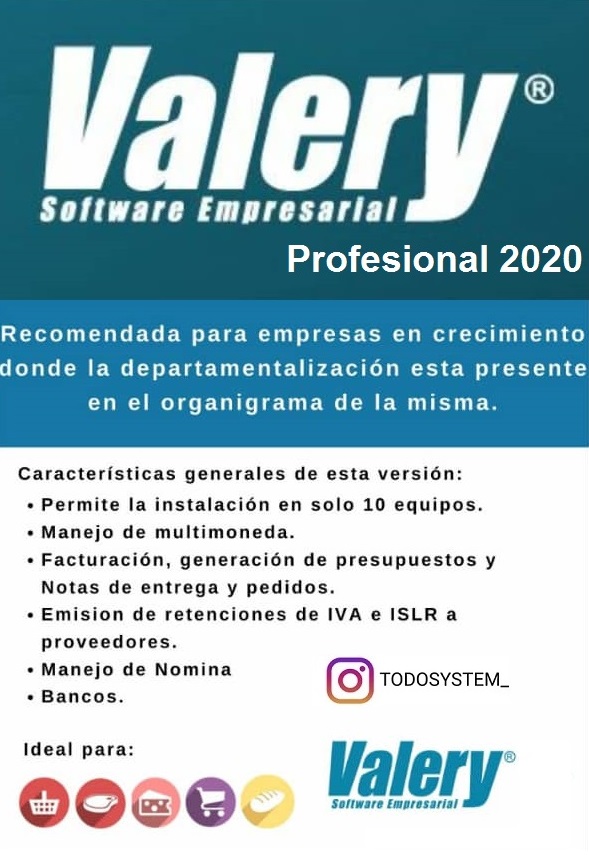 Valery®
Software Empresarial
Profesional 2020
Recomendada para empresas en crecimiento
donde la departamentalización esta presente
en el organigrama de la misma.
Características generales de esta versión:
• Permite la instalación en solo 10 equipos.
• Manejo de multimoneda.
• Facturación, generación de presupuestos y
Notas de entrega y pedidos.
• Emision de retenciones de IVA e ISLR a
proveedores.
• Manejo de Nomina
• Bancos.
TODOSYSTEM_
Ideal para:
Valery®
Software Empresarial